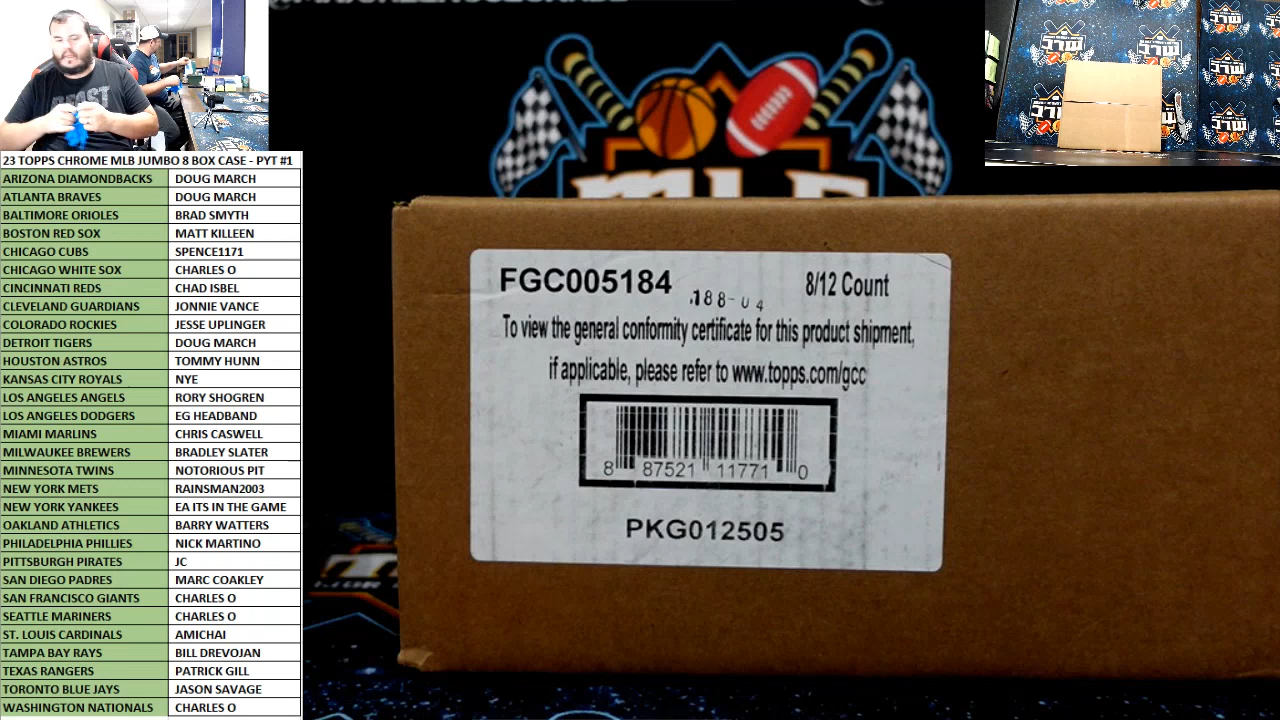 23 TOPPS CHROME MLB JUMBO 8 BOX CASE - PYT #1
ARIZONA DIAMONDBACKS DOUG MARCH
ATLANTA BRAVES DOUG MARCH
BALTIMORE ORIOLES BRAD SMYTH
BOSTON RED SOX MATT KILLEEN
CHICAGO CUBS SPENCE1171
CHICAGO WHITE SOX CHARLES O
CINCINNATI REDS CHAD ISBEL
CLEVELAND GUARDIANS JONNIE VANCE
COLORADO ROCKIES JESSE UPLINGER
DETROIT TIGERS DOUG MARCH
HOUSTON ASTROS TOMMY HUNN
KANSAS CITY ROYALS NYE
LOS ANGELES ANGELS RORY SHOGREN
LOS ANGELES DODGERS EG HEADBAND
MIAMI MARLINS CHRIS CASWELL
MILWAUKEE BREWERS BRADLEY SLATER
MINNESOTA TWINS NOTORIOUS PIT
NEW YORK METS RAINSMAN2003
NEW YORK YANKEES EA ITS IN THE GAME
OAKLAND ATHLETICS BARRY WATTERS
PHILADELPHIA PHILLIES NICK MARTINO
PITTSBURGH PIRATES JC
SAN DIEGO PADRES MARC COAKLEY
SAN FRANCISCO GIANTS CHARLES O
SEATTLE MARINERS CHARLES O
ST. LOUIS CARDINALS AMICHAI
TAMPA BAY RAYS BILL DREVOJAN
TEXAS RANGERS PATRICK GILL
TORONTO BLUE JAYS JASON SAVAGE
WASHINGTON NATIONALS CHARLES O
FGC005184 8/12 Count
188-04
To view the general conformity certificate for this product shipment,
if applicable, please refer to www.topps.com/gcc
8 87521 11771 0
PKG012505